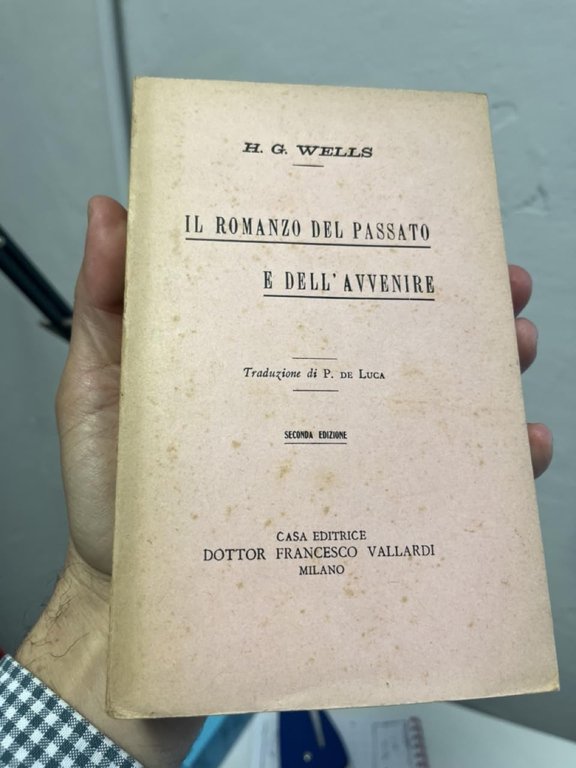 H. G. WELLS
IL ROMANZO DEL PASSATO
E DELL'AVVENIRE
Traduzione di P. DE LUCA
SECONDA EDIZIONE
CASA EDITRICE
DOTTOR FRANCESCO VALLARDI
MILANO